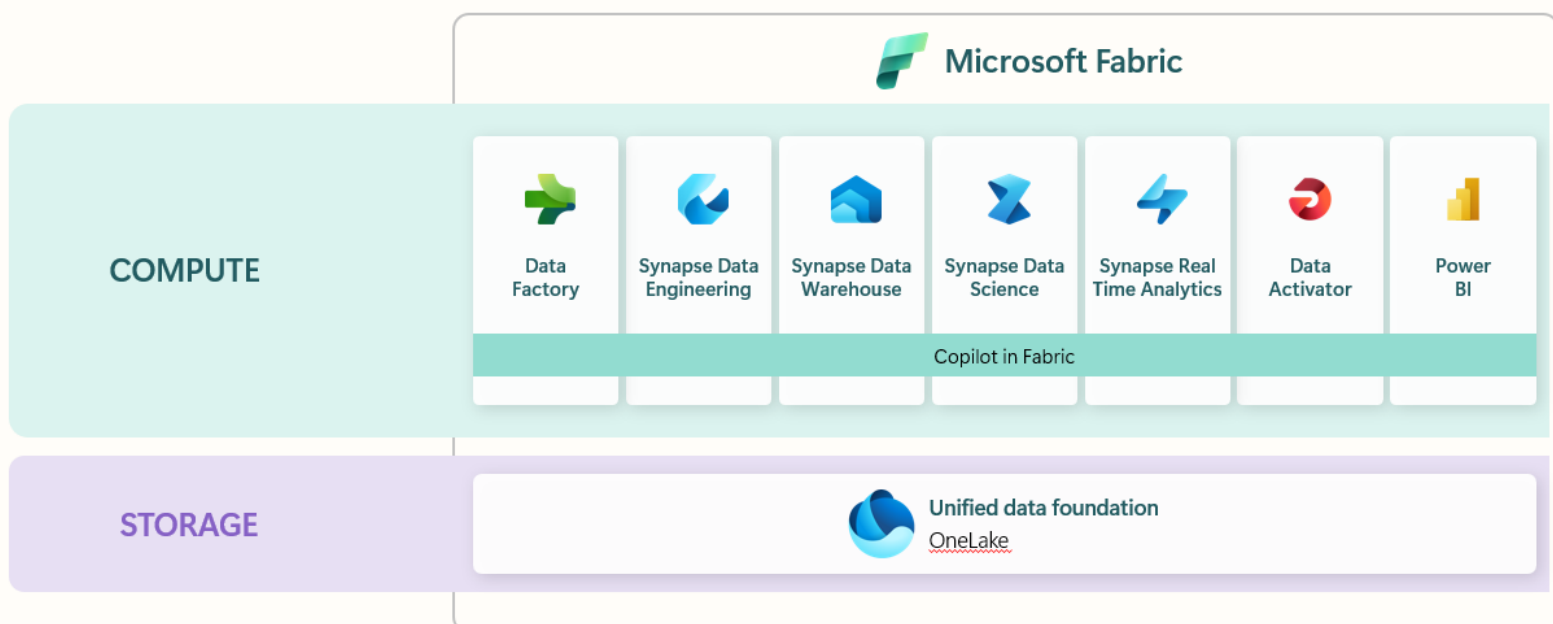 Microsoft Fabric
COMPUTE
Data
Factory
Synapse Data
Engineering
Synapse Data
Warehouse
Synapse Data
Science
Synapse Real
Time Analytics
Data
Activator
Power
BI
Copilot in Fabric
STORAGE
Unified data foundation
OneLake